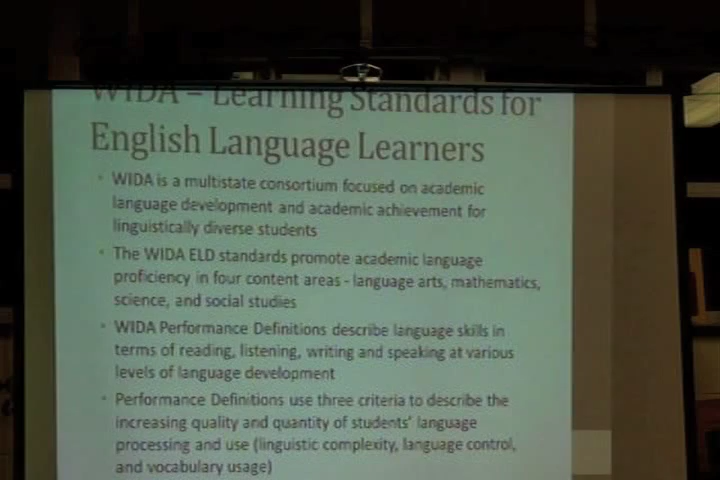 WIDA – Learning Standards for
English Language Learners
• WIDA is a multistate consortium focused on academic
language development and academic achievement for
linguistically diverse students
• The WIDA ELD standards promote academic language
proficiency in four content areas - language arts, mathematics,
science, and social studies
• WIDA Performance Definitions describe language skills in
terms of reading, listening, writing and speaking at various
levels of language development
• Performance Definitions use three criteria to describe the
increasing quality and quantity of students' language
processing and use (linguistic complexity, language control,
and vocabulary usage)